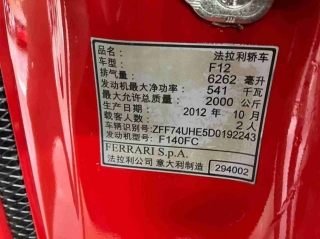 品牌: 法拉利轿车
车型: F12
排气量: 6262 毫升
发动机最大净功率: 541 千瓦
最大允许总质量: 2000 公斤
生产日期: 2012 年 10 月
载客人数: 2 人
车辆识别号: ZFF74UHE5D0192243
发动机型号: F140FC
FERRARI S.p.A.
法拉利公司 意大利制造
294002